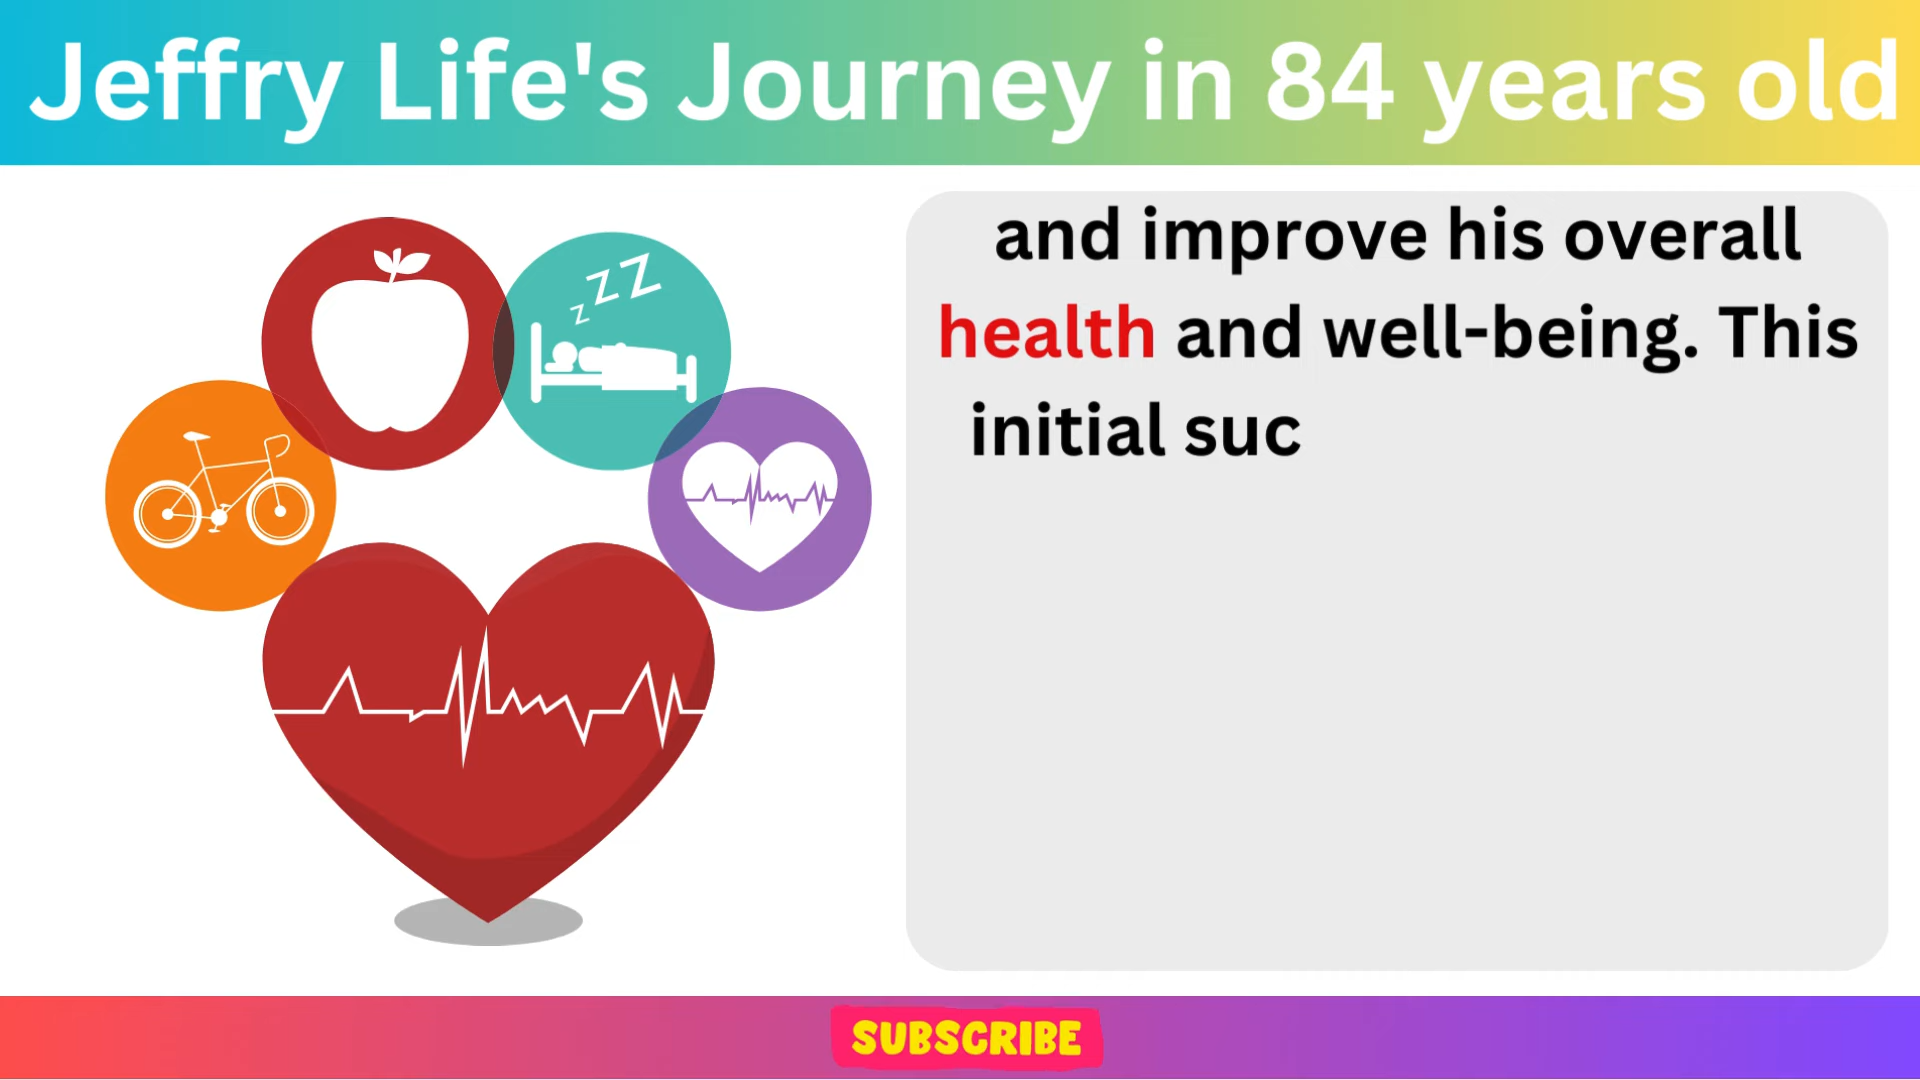 Jeffry Life's Journey in 84 years old
z z z
and improve his overall
health and well-being. This
initial suc
SUBSCRIBE